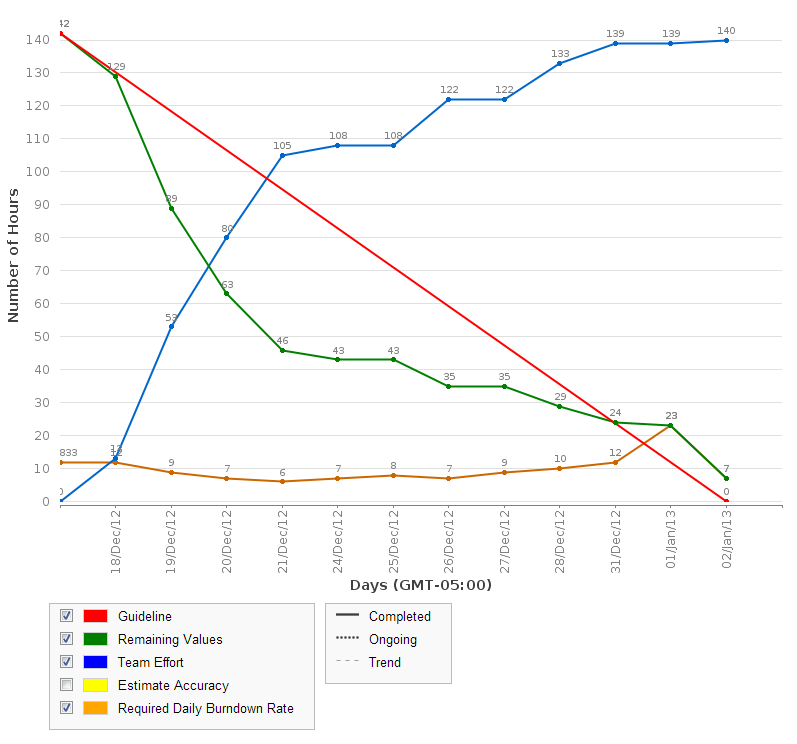 Number of Hours
140
130
120
110
100
90
80
70
60
50
40
30
20
10
0
42
129
89
63
46
43
43
35
35
29
24
23
7
0
13
53
80
105
108
108
122
122
133
139
139
140
833
12
9
7
6
7
8
7
9
10
12
0
18/Dec/12
19/Dec/12
20/Dec/12
21/Dec/12
24/Dec/12
25/Dec/12
26/Dec/12
27/Dec/12
28/Dec/12
31/Dec/12
01/Jan/13
02/Jan/13
Days (GMT-05:00)
Guideline
Remaining Values
Team Effort
Estimate Accuracy
Required Daily Burndown Rate
Completed
Ongoing
Trend